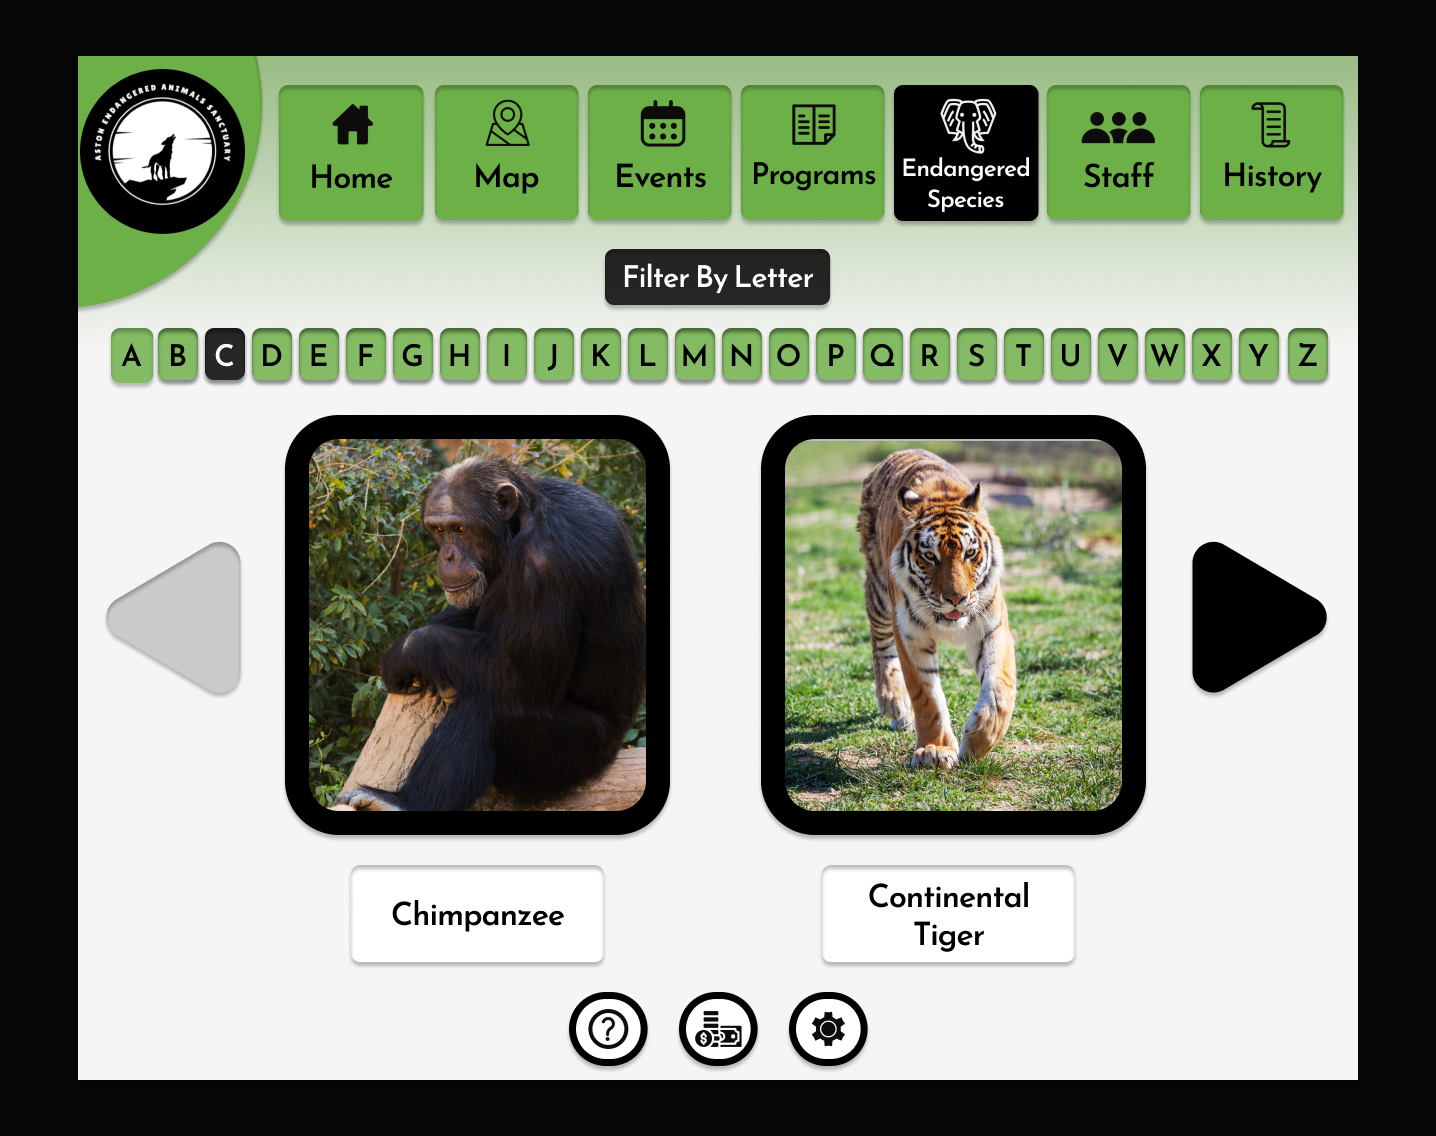 ASTON ENDANGERED ANIMALS SANCTUARY
Home
Map
Events
Programs
Endangered
Species
Staff
History
Filter By Letter
A B C D E F G H I J K L M N O P Q R S T U V W X Y Z
Chimpanzee
Continental
Tiger
?
$